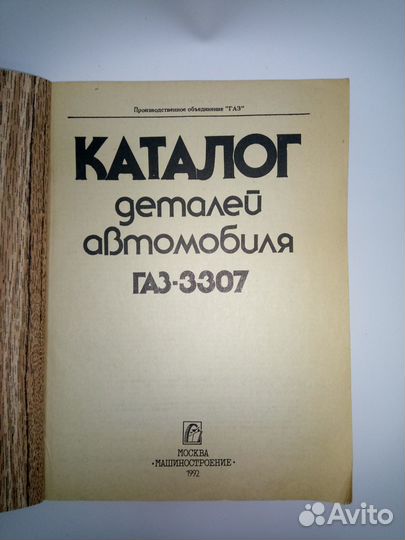 Производственное объединение "ГАЗ"
КАТАЛОГ
деталей
автомобиля
ГАЗ-3307
МОСКВА
·МАШИНОСТРОЕНИЕ·
1992
Avito